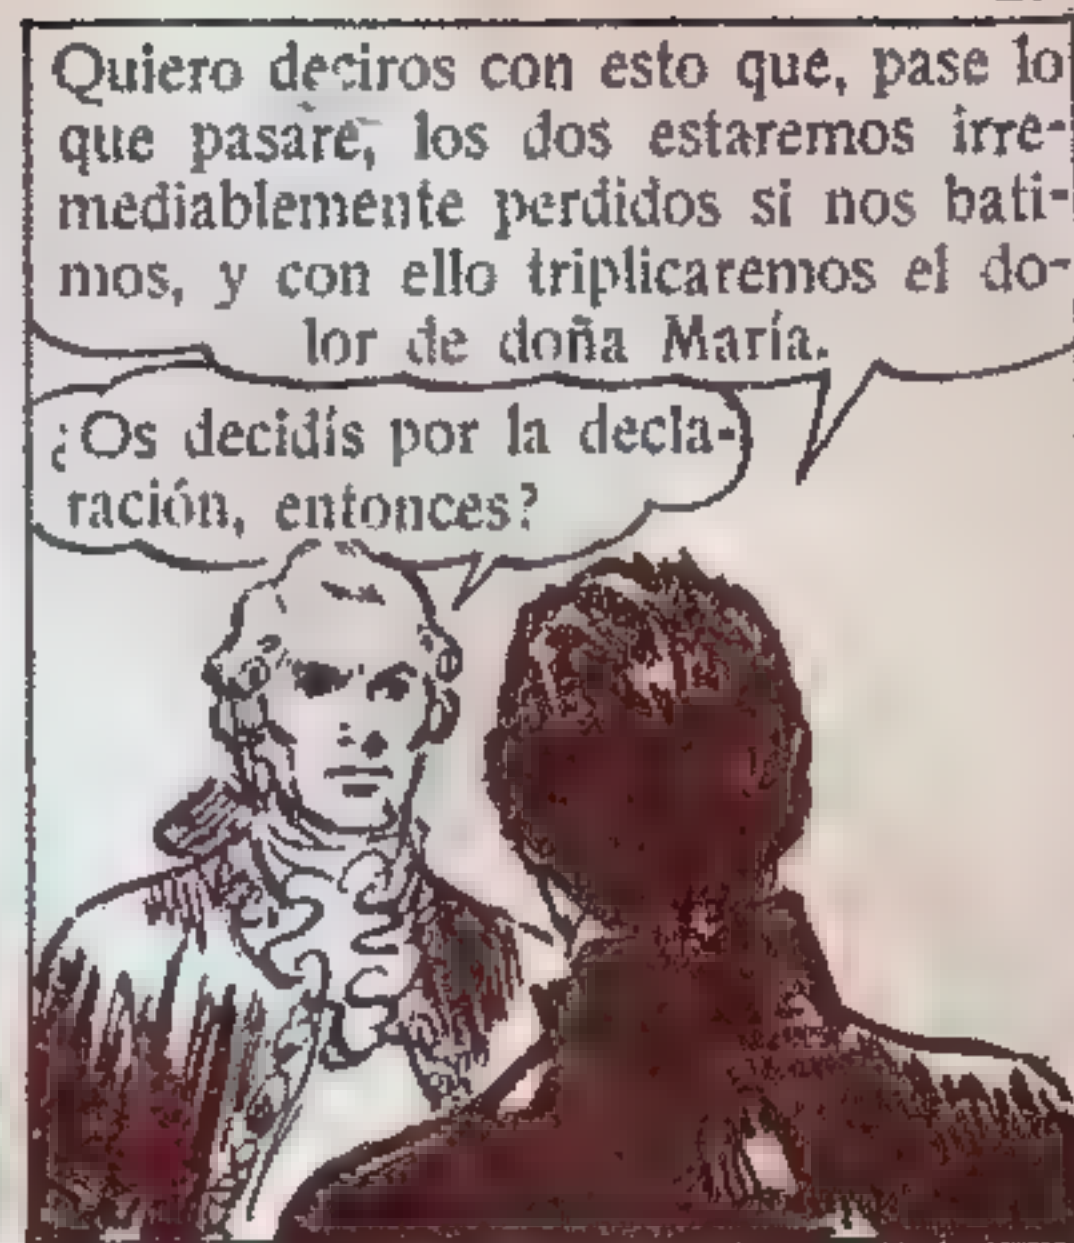 Quiero deciros con esto que, pase lo
que pasare, los dos estaremos irre-
mediablemente perdidos si nos bati-
mos, y con ello triplicaremos el do-
lor de doña María.
¿Os decidís por la decla-
ración, entonces?